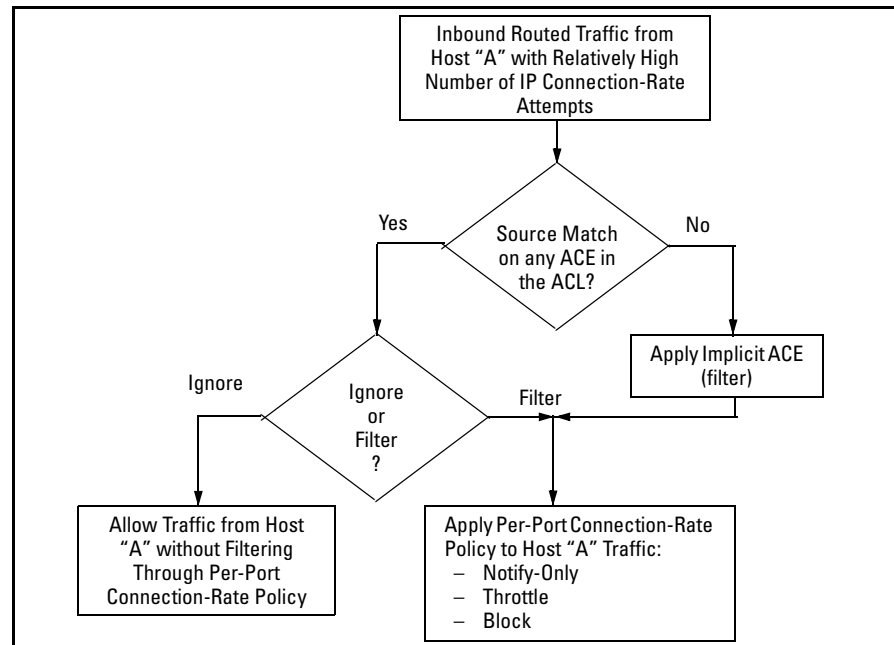 Inbound Routed Traffic from
Host “A” with Relatively High
Number of IP Connection-Rate
Attempts
Yes
No
Source Match
on any ACE in
the ACL?
Apply Implicit ACE
(filter)
Ignore
Ignore
or
Filter
?
Filter
Allow Traffic from Host
“A” without Filtering
Through Per-Port
Connection-Rate Policy
Apply Per-Port Connection-Rate
Policy to Host “A” Traffic:
– Notify-Only
– Throttle
– Block